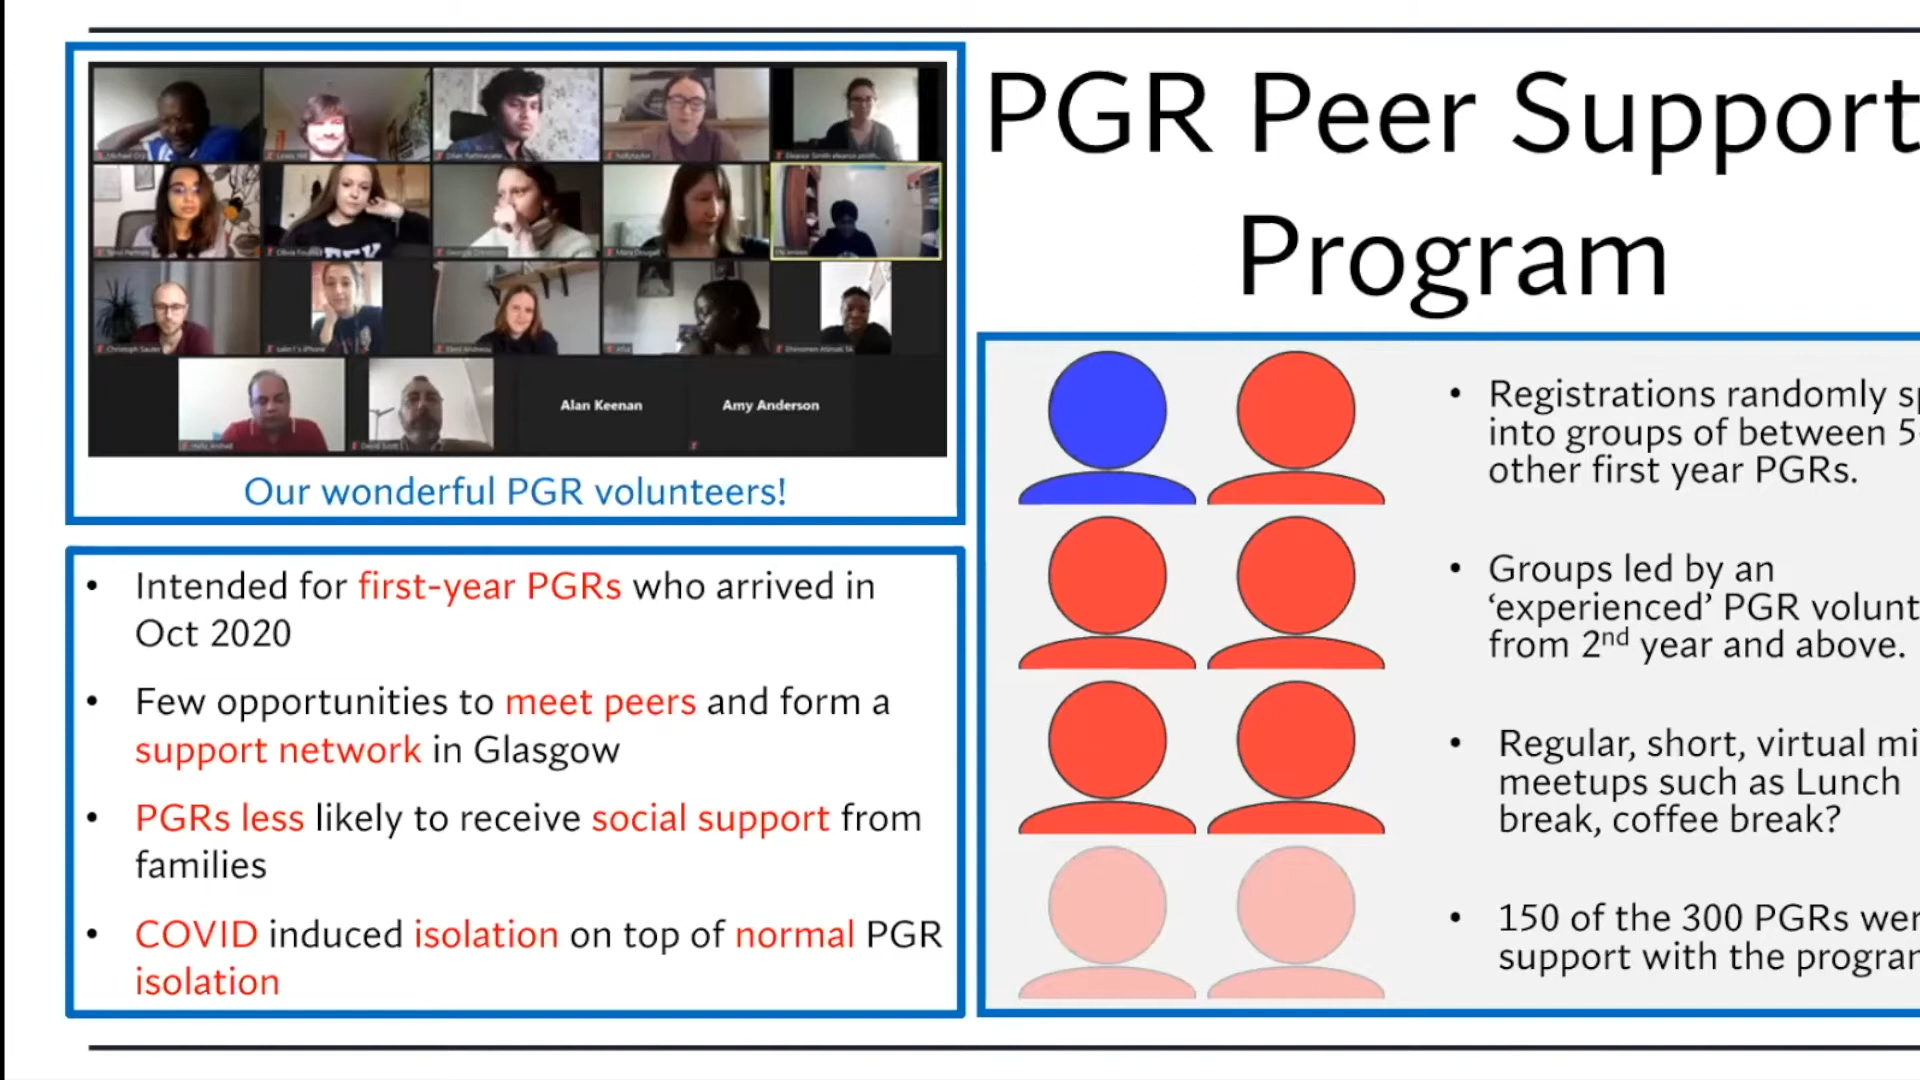 PGR Peer Support
Program
Alan Keenan
Amy Anderson
Our wonderful PGR volunteers!
• Intended for first-year PGRs who arrived in
Oct 2020
• Few opportunities to meet peers and form a
support network in Glasgow
• PGRs less likely to receive social support from
families
• COVID induced isolation on top of normal PGR
isolation
• Registrations randomly sp
into groups of between 5
other first year PGRs.
• Groups led by an
‘experienced’ PGR volunt
from 2nd year and above.
• Regular, short, virtual mi
meetups such as Lunch
break, coffee break?
• 150 of the 300 PGRs wer
support with the program